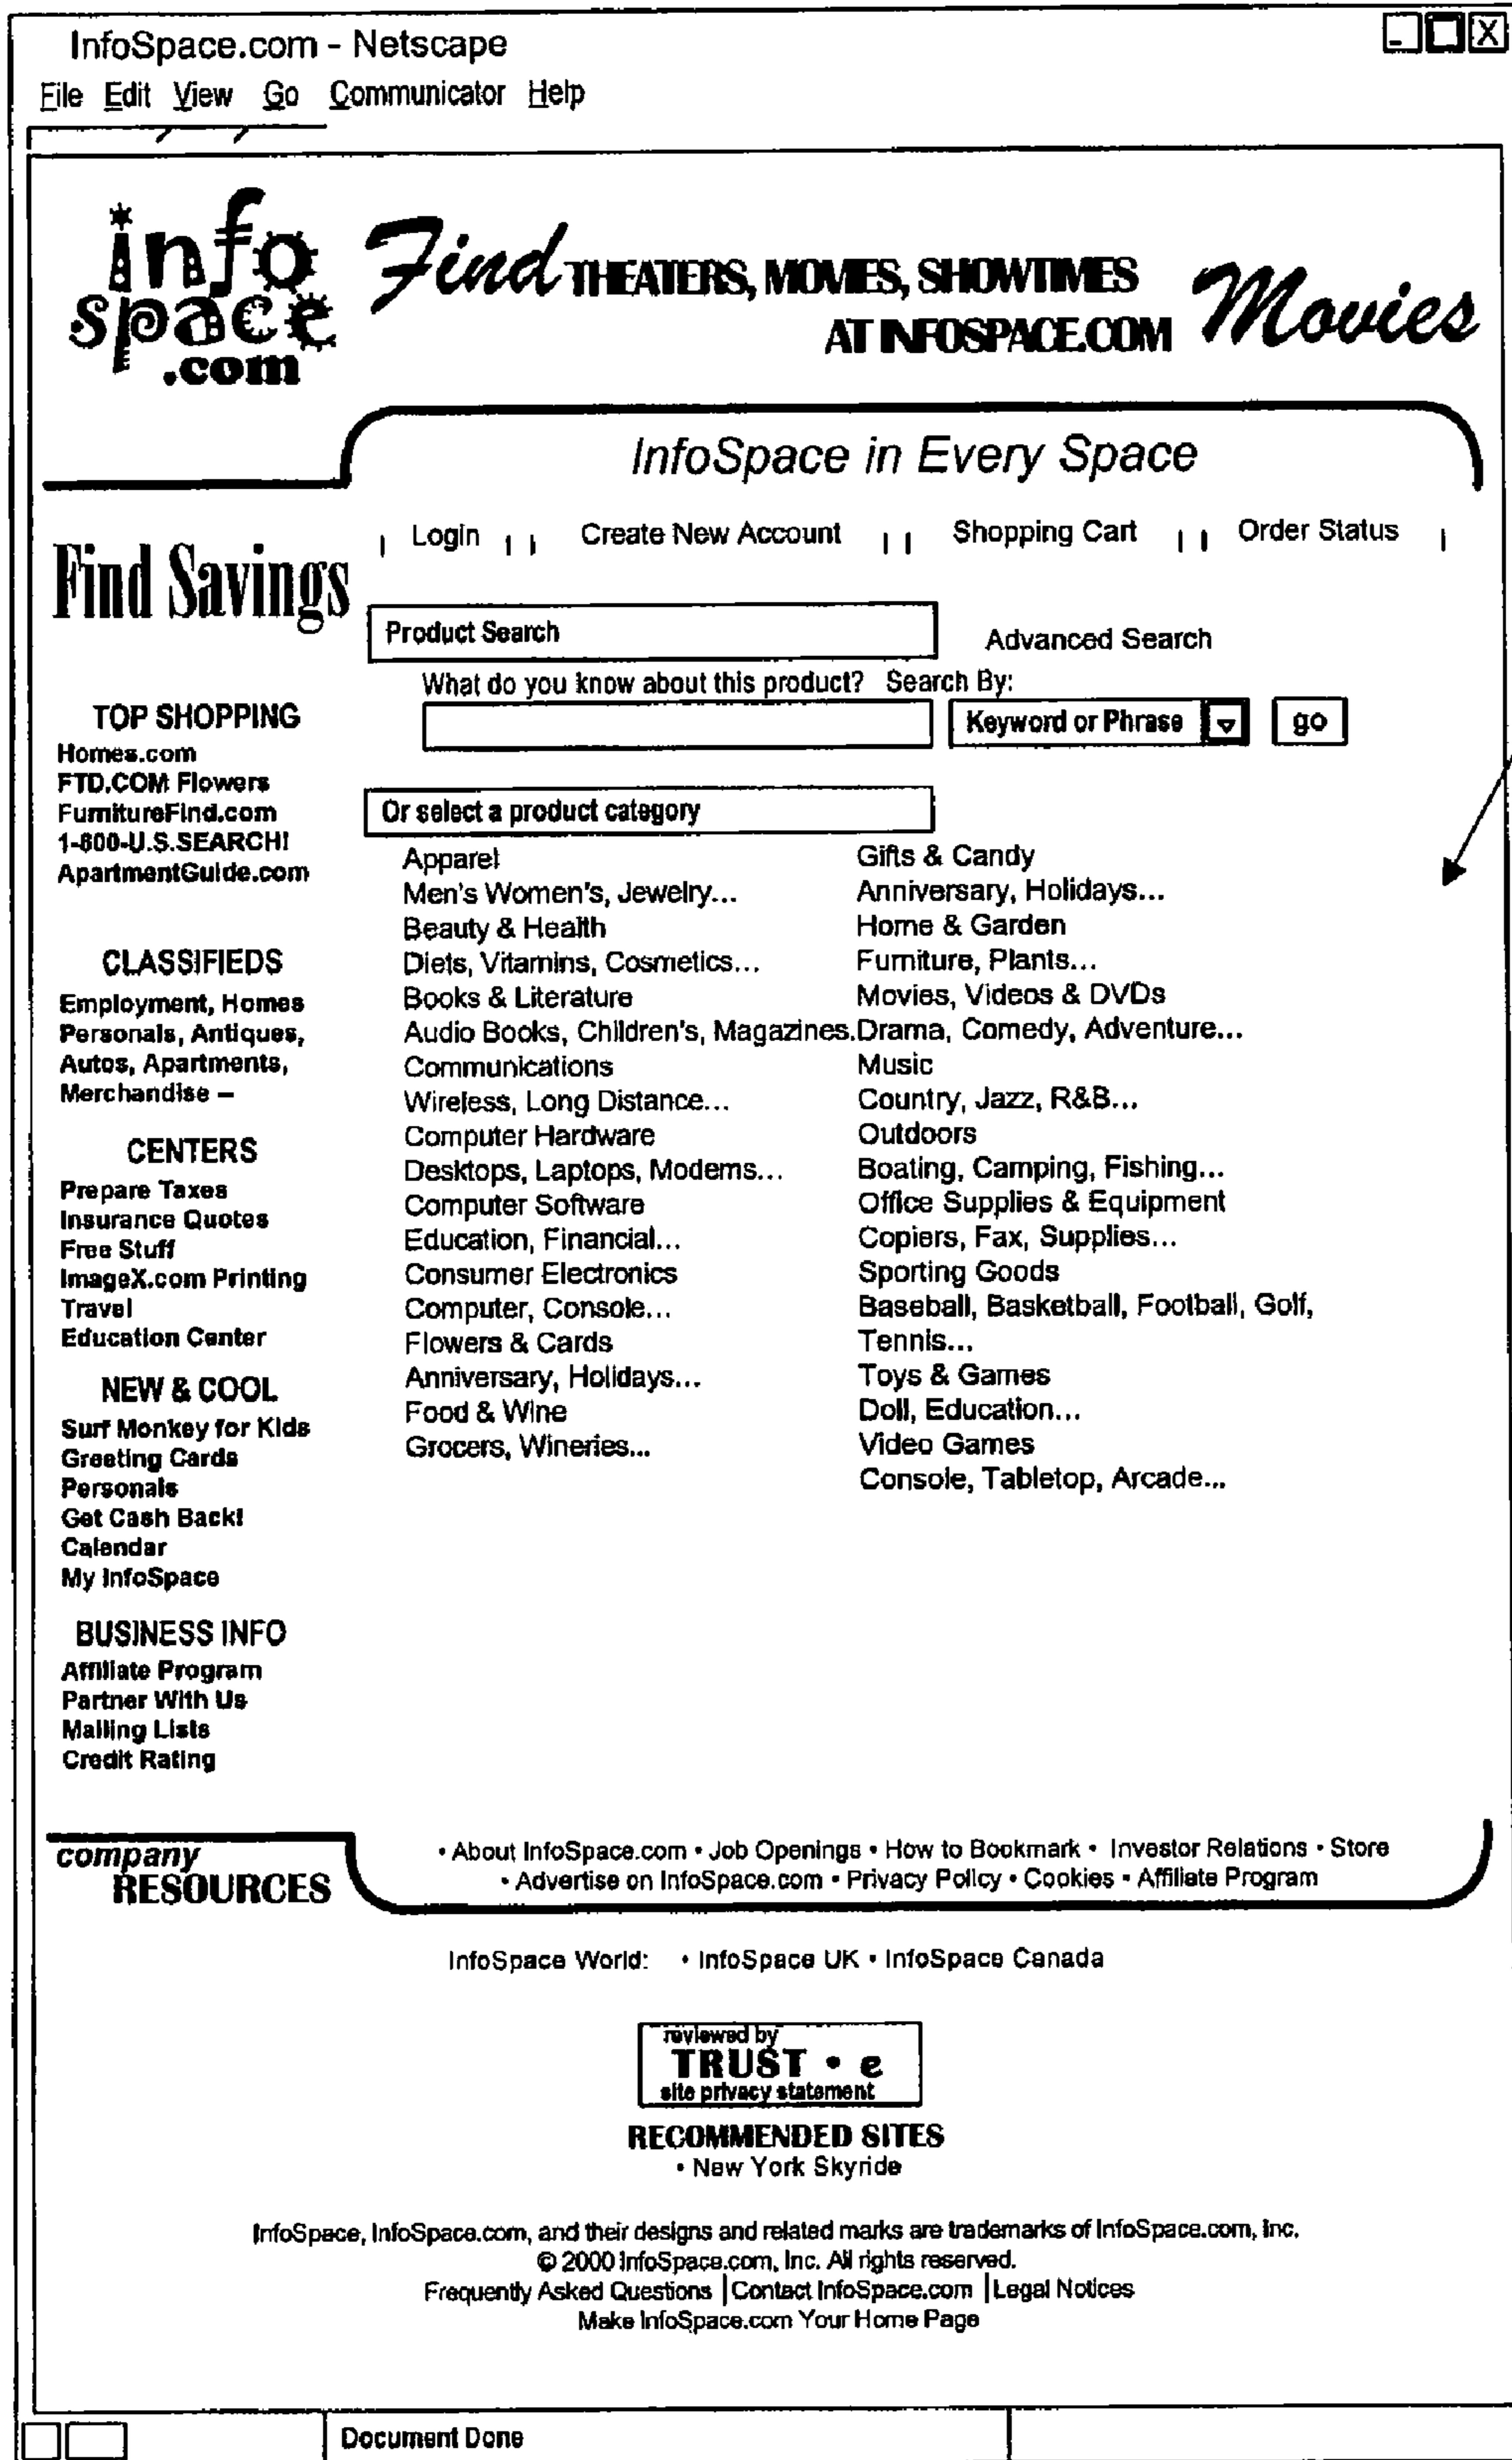 InfoSpace.com - Netscape
File Edit View Go Communicator Help
info
space
.com
Find THEATERS, MOVIES, SHOWTIMES
AT INFOSPACE.COM Movies
InfoSpace in Every Space
Login Create New Account Shopping Cart Order Status
Find Savings
Product Search
Advanced Search
What do you know about this product? Search By:
Keyword or Phrase
go
TOP SHOPPING
Homes.com
FTD.COM Flowers
FurnitureFind.com
1-800-U.S.SEARCH!
ApartmentGuide.com
CLASSIFIEDS
Employment, Homes
Personals, Antiques,
Autos, Apartments,
Merchandise –
CENTERS
Prepare Taxes
Insurance Quotes
Free Stuff
ImageX.com Printing
Travel
Education Center
NEW & COOL
Surf Monkey for Kids
Greeting Cards
Personals
Get Cash Back!
Calendar
My InfoSpace
BUSINESS INFO
Affiliate Program
Partner With Us
Mailing Lists
Credit Rating
Or select a product category
Apparel
Men's Women's, Jewelry...
Beauty & Health
Diets, Vitamins, Cosmetics...
Books & Literature
Audio Books, Children's, Magazines.
Communications
Wireless, Long Distance...
Computer Hardware
Desktops, Laptops, Modems...
Computer Software
Education, Financial...
Consumer Electronics
Computer, Console...
Flowers & Cards
Anniversary, Holidays...
Food & Wine
Grocers, Wineries...
Gifts & Candy
Anniversary, Holidays...
Home & Garden
Furniture, Plants...
Movies, Videos & DVDs
Drama, Comedy, Adventure...
Music
Country, Jazz, R&B...
Outdoors
Boating, Camping, Fishing...
Office Supplies & Equipment
Copiers, Fax, Supplies...
Sporting Goods
Baseball, Basketball, Football, Golf,
Tennis...
Toys & Games
Doll, Education...
Video Games
Console, Tabletop, Arcade...
company
RESOURCES
• About InfoSpace.com • Job Openings • How to Bookmark • Investor Relations • Store
• Advertise on InfoSpace.com • Privacy Policy • Cookies • Affiliate Program
InfoSpace World: • InfoSpace UK • InfoSpace Canada
reviewed by
TRUST • e
site privacy statement
RECOMMENDED SITES
• New York Skyride
InfoSpace, InfoSpace.com, and their designs and related marks are trademarks of InfoSpace.com, Inc.
© 2000 InfoSpace.com, Inc. All rights reserved.
Frequently Asked Questions | Contact InfoSpace.com | Legal Notices
Make InfoSpace.com Your Home Page
Document Done